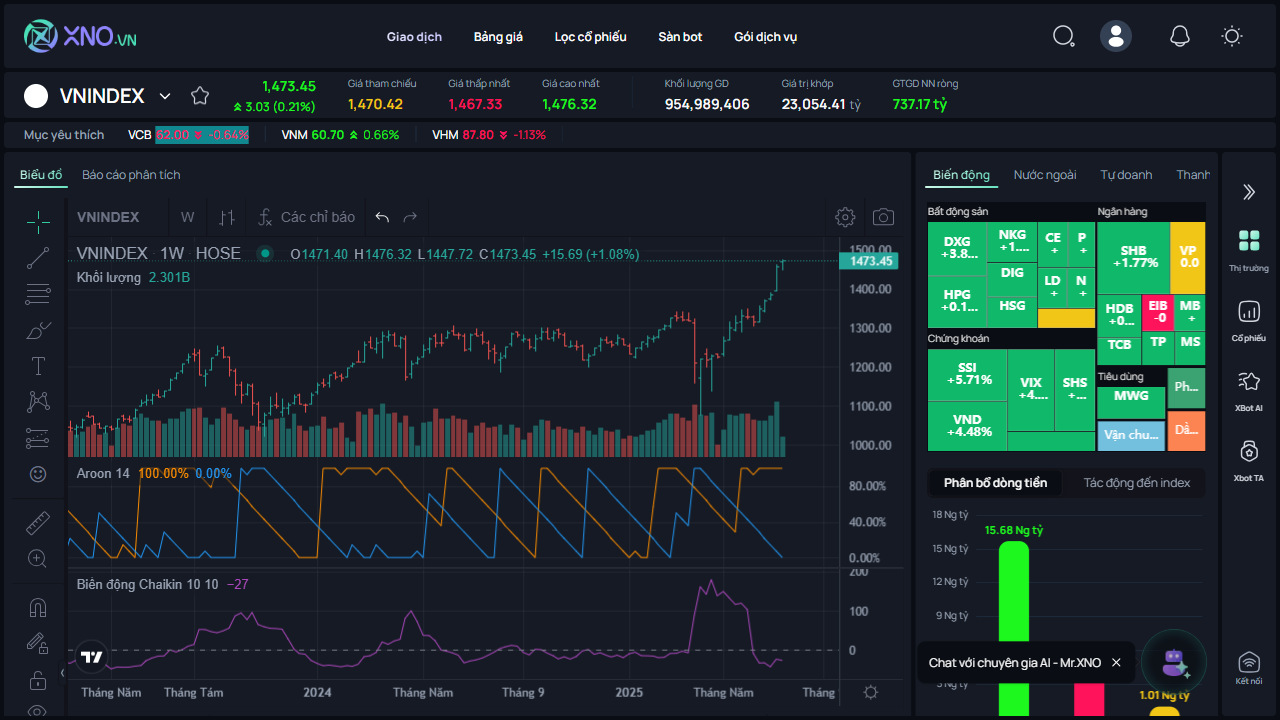 XNO.VN
Giao dịch Bảng giá Lọc cổ phiếu Sàn bot Gói dịch vụ
VNINDEX
1,473.45
3.03 (0.21%)
Giá tham chiếu
1,470.42
Giá thấp nhất
1,467.33
Giá cao nhất
1,476.32
Khối lượng GD
954,989,406
Giá trị khớp
23,054.41 tỷ
GTGD NN ròng
737.17 tỷ
Mục yêu thích VCB 62.00 -0.64% VNM 60.70 0.66% VHM 87.80 -1.13%
Biểu đồ Báo cáo phân tích
VNINDEX W Các chỉ báo
VNINDEX · 1W · HOSE O1471.40 H1476.32 L1447.72 C1473.45 +15.69 (+1.08%)
Khối lượng 2.301B
1500.00
1473.45
1400.00
1300.00
1200.00
1100.00
1000.00
Aroon 14 100.00% 0.00%
80.00%
40.00%
0.00%
Biên động Chaikin 10 10 −27
200
100
0
Tháng Năm Tháng Tám 2024 Tháng Năm Tháng 9 2025 Tháng Năm Tháng
Biến động Nước ngoài Tự doanh Thanh
Bất động sản
DXG
+3.8...
NKG
+1....
CE
+
P
+
HPG
+0.1...
DIG
HSG
LD
+
N
+
Ngân hàng
SHB
+1.77%
VP
0.0
HDB
+0...
EIB
-0
MB
+
TCB
TP
MS
Chứng khoán
SSI
+5.71%
VND
+4.48%
VIX
+4....
SHS
+...
Tiêu dùng
MWG
Ph...
Vận chu...
Dầ...
Phân bổ dòng tiền Tác động đến index
18 Ng tỷ
15.68 Ng tỷ
15 Ng tỷ
12 Ng tỷ
9 Ng tỷ
Chat với chuyên gia AI - Mr.XNO
3 Ng tỷ
1.01 Ng tỷ
Thị trường
Cổ phiếu
XBot AI
Xbot TA
Kết nối